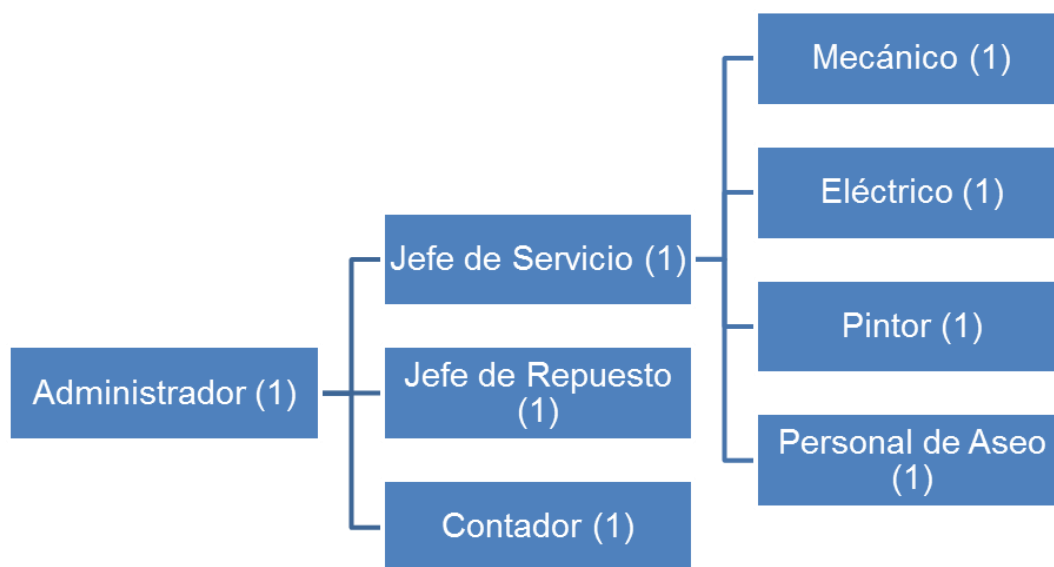 Mecánico (1)
Eléctrico (1)
Jefe de Servicio (1)
Pintor (1)
Administrador (1)
Jefe de Repuesto
(1)
Personal de Aseo
(1)
Contador (1)